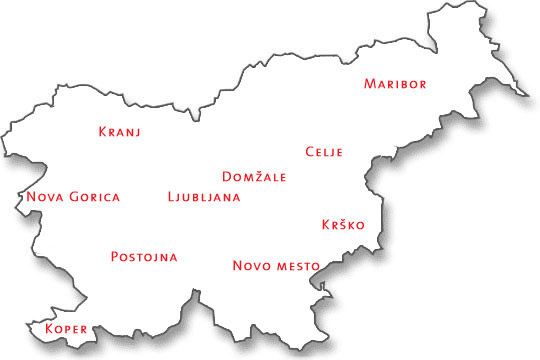 Maribor
Kranj
Celje
Domžale
Nova Gorica
Ljubljana
Krško
Postojna
Novo mesto
Koper